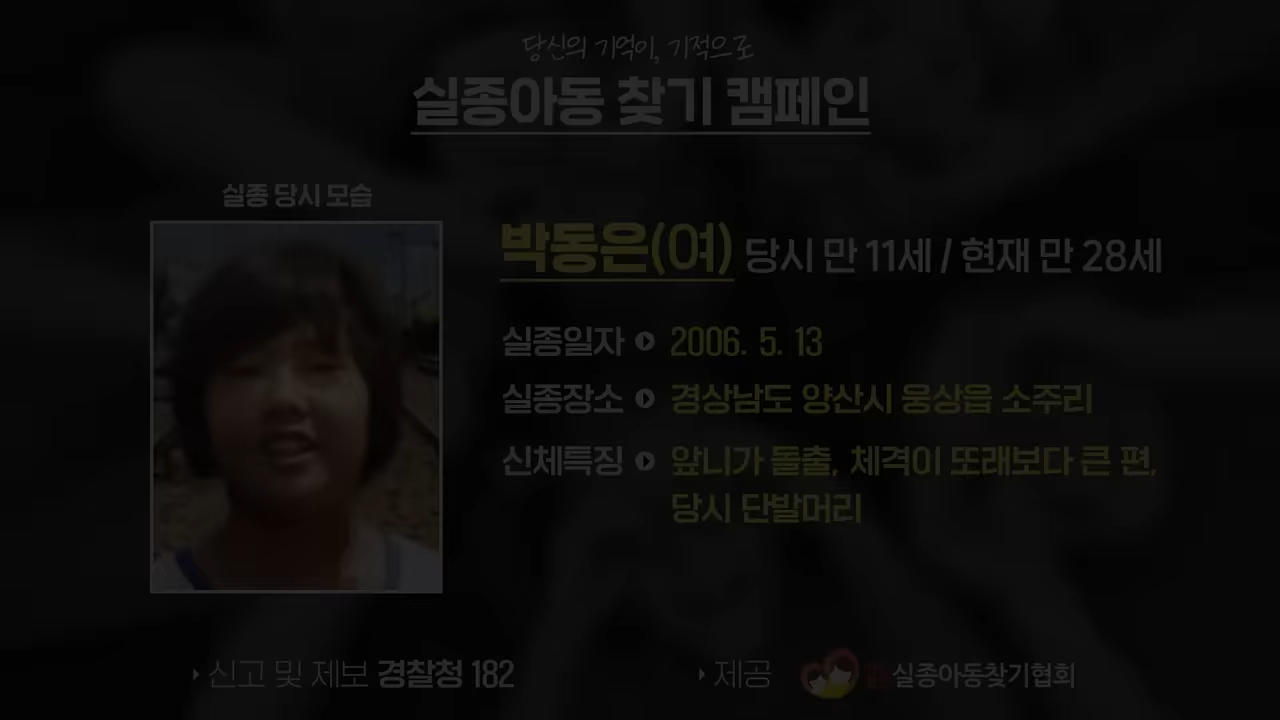 당신의 기억이, 기적으로
실종아동 찾기 캠페인
실종 당시 모습
박동은(여) 당시 만 11세 / 현재 만 28세
실종일자 2006. 5. 13
실종장소 경상남도 양산시 웅상읍 소주리
신체특징 앞니가 돌출, 체격이 또래보다 큰 편,
당시 단발머리
신고 및 제보 경찰청 182
제공 실종아동찾기협회